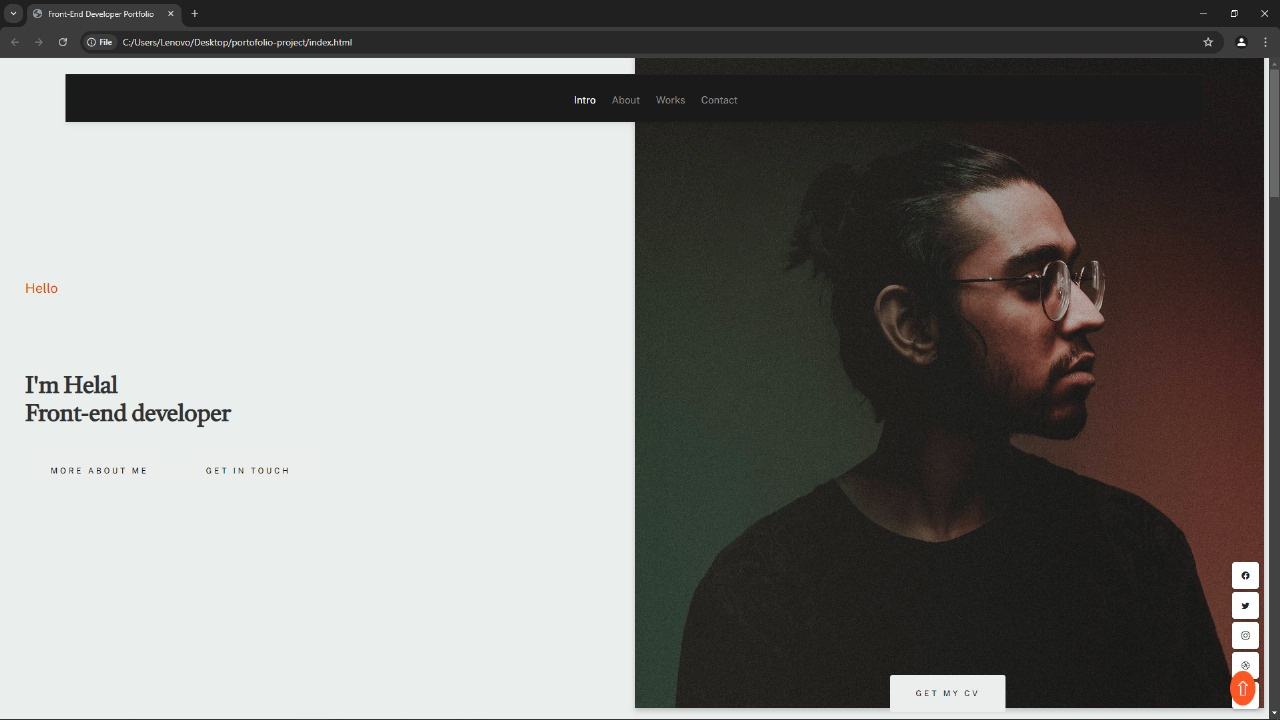 Front-End Developer Portfolio
File
C:/Users/Lenovo/Desktop/portofolio-project/index.html
Intro About Works Contact
Hello
I'm Helal
Front-end developer
MORE ABOUT ME GET IN TOUCH
GET MY CV